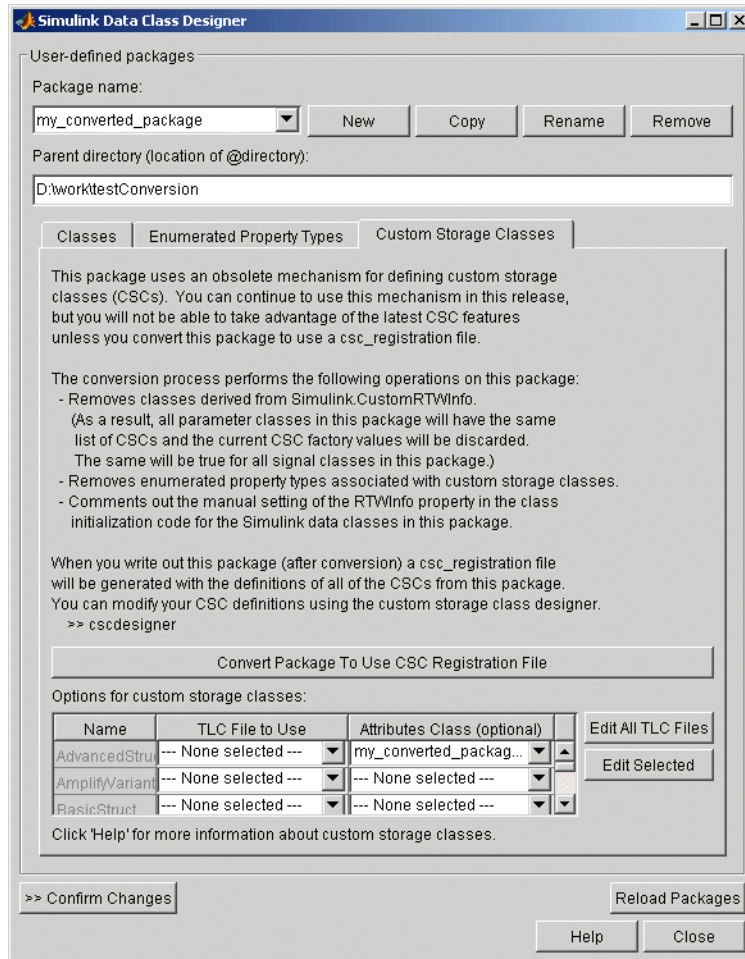 Simulink Data Class Designer
User-defined packages
Package name:
my_converted_package New Copy Rename Remove
Parent directory (location of @directory):
D:\work\testConversion
Classes Enumerated Property Types Custom Storage Classes
This package uses an obsolete mechanism for defining custom storage
classes (CSCs). You can continue to use this mechanism in this release,
but you will not be able to take advantage of the latest CSC features
unless you convert this package to use a csc_registration file.
The conversion process performs the following operations on this package:
- Removes classes derived from Simulink.CustomRTWInfo.
(As a result, all parameter classes in this package will have the same
list of CSCs and the current CSC factory values will be discarded.
The same will be true for all signal classes in this package.)
- Removes enumerated property types associated with custom storage classes.
- Comments out the manual setting of the RTWInfo property in the class
initialization code for the Simulink data classes in this package.
When you write out this package (after conversion) a csc_registration file
will be generated with the definitions of all of the CSCs from this package.
You can modify your CSC definitions using the custom storage class designer.
>> cscdesigner
Convert Package To Use CSC Registration File
Options for custom storage classes:
Name TLC File to Use Attributes Class (optional) Edit All TLC Files
AdvancedStru --- None selected --- my_converted_packag...
Edit Selected
AmplifyVariant --- None selected --- --- None selected ---
BasicStruct --- None selected --- --- None selected ---
Click 'Help' for more information about custom storage classes.
>> Confirm Changes Reload Packages
Help Close